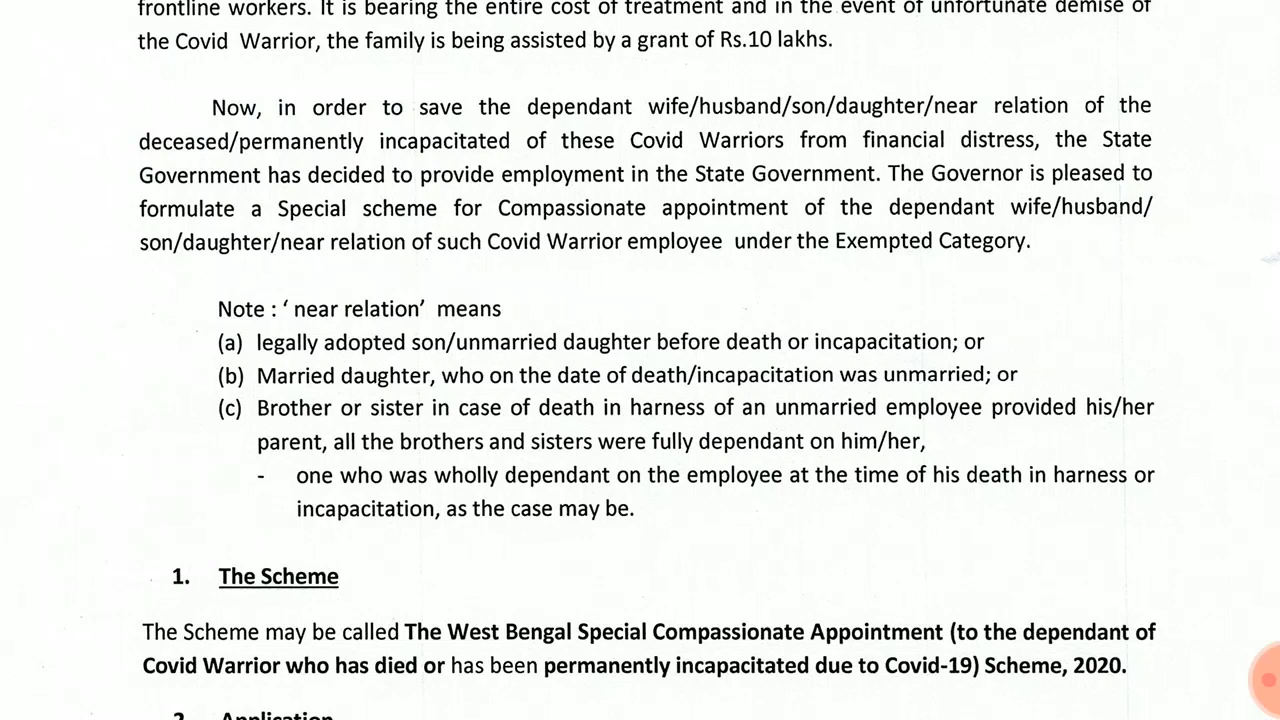 frontline workers. It is bearing the entire cost of treatment and in the event of unfortunate demise of
the Covid Warrior, the family is being assisted by a grant of Rs.10 lakhs.
Now, in order to save the dependant wife/husband/son/daughter/near relation of the
deceased/permanently incapacitated of these Covid Warriors from financial distress, the State
Government has decided to provide employment in the State Government. The Governor is pleased to
formulate a Special scheme for Compassionate appointment of the dependant wife/husband/
son/daughter/near relation of such Covid Warrior employee under the Exempted Category.
Note : ‘ near relation’ means
(a) legally adopted son/unmarried daughter before death or incapacitation; or
(b) Married daughter, who on the date of death/incapacitation was unmarried; or
(c) Brother or sister in case of death in harness of an unmarried employee provided his/her
parent, all the brothers and sisters were fully dependant on him/her,
- one who was wholly dependant on the employee at the time of his death in harness or
incapacitation, as the case may be.
1. The Scheme
The Scheme may be called The West Bengal Special Compassionate Appointment (to the dependant of
Covid Warrior who has died or has been permanently incapacitated due to Covid-19) Scheme, 2020.
2. Application